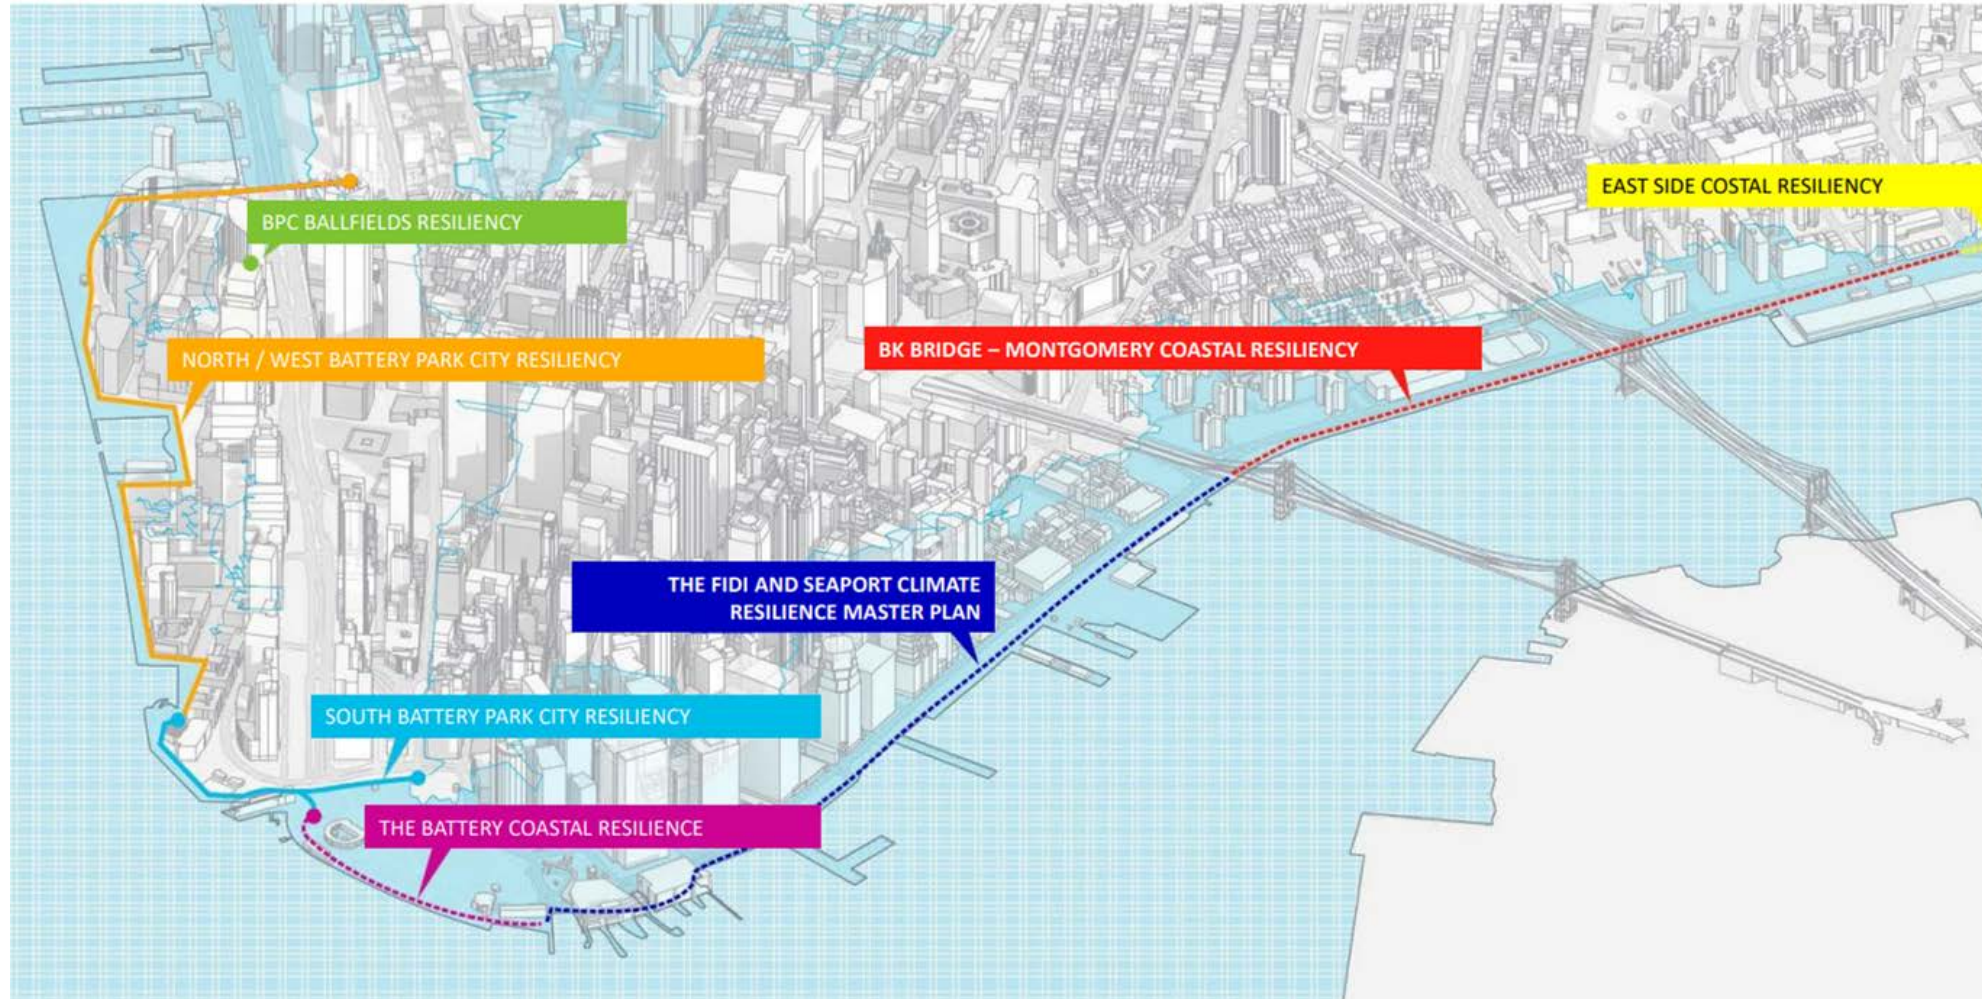 EAST SIDE COSTAL RESILIENCY
BPC BALLFIELDS RESILIENCY
NORTH / WEST BATTERY PARK CITY RESILIENCY
BK BRIDGE – MONTGOMERY COASTAL RESILIENCY
THE FIDI AND SEAPORT CLIMATE
RESILIENCE MASTER PLAN
SOUTH BATTERY PARK CITY RESILIENCY
THE BATTERY COASTAL RESILIENCE